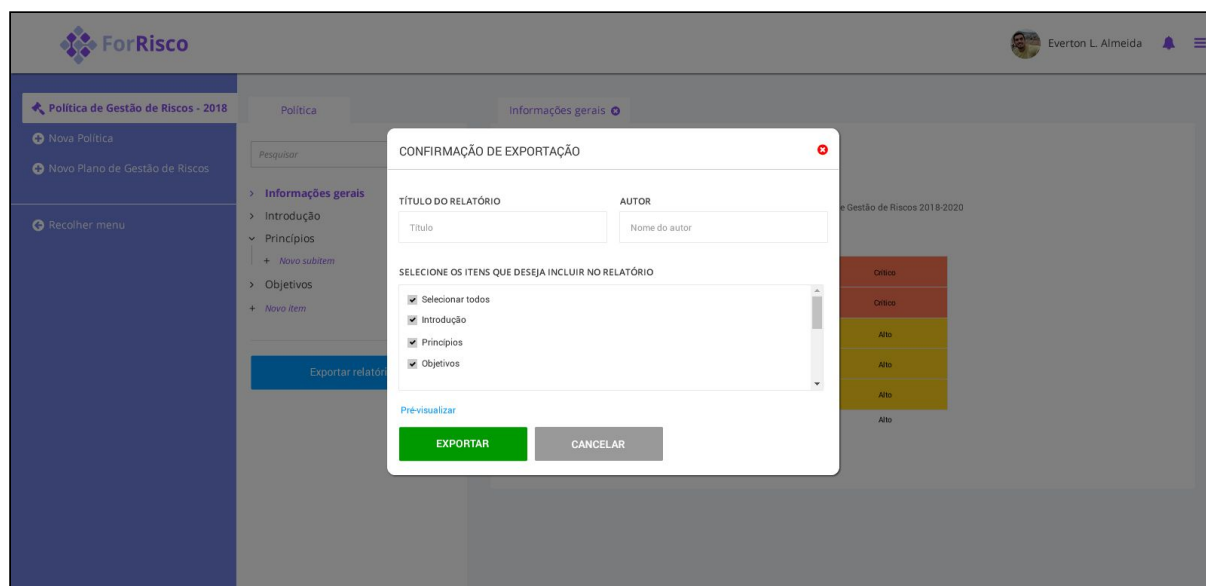 ForRisco
Everton L. Almeida
Política de Gestão de Riscos - 2018
Nova Política
Novo Plano de Gestão de Riscos
Recolher menu
Política
Pesquisar
Informações gerais
Introdução
Princípios
+ Novo subitem
Objetivos
+ Novo item
Exportar relatóri
Informações gerais
e Gestão de Riscos 2018-2020
Crítico
Crítico
Alto
Alto
Alto
Alto
CONFIRMAÇÃO DE EXPORTAÇÃO
TÍTULO DO RELATÓRIO
AUTOR
Título
Nome do autor
SELECIONE OS ITENS QUE DESEJA INCLUIR NO RELATÓRIO
Selecionar todos
Introdução
Princípios
Objetivos
Pré-visualizar
EXPORTAR
CANCELAR